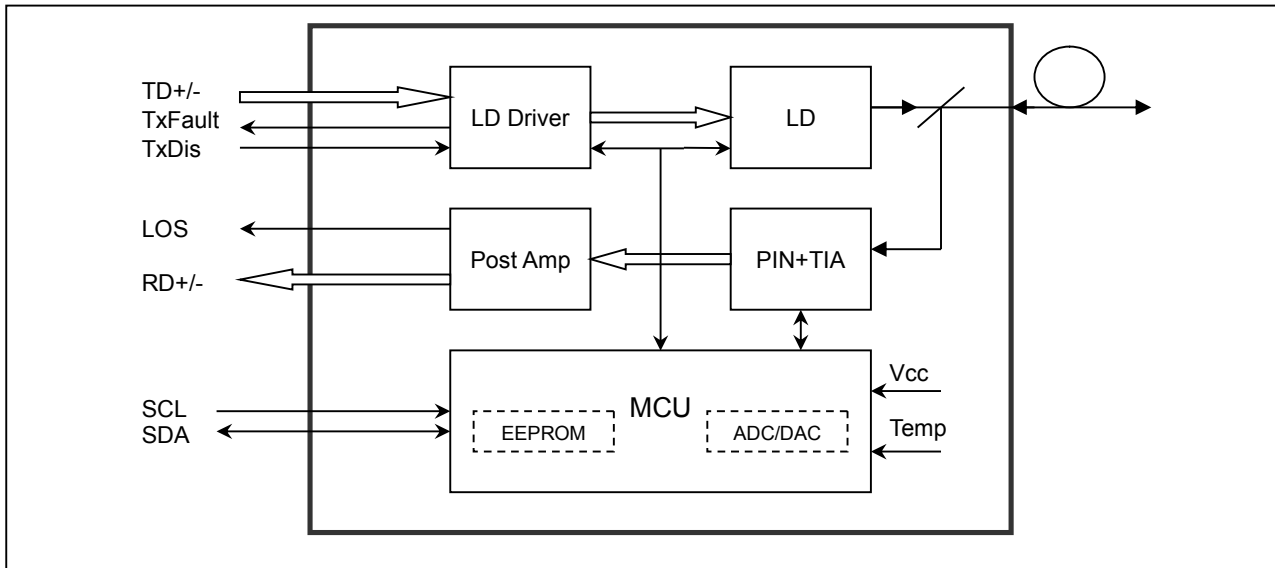 TD+/-
TxFault
TxDis
LD Driver
LD
LOS
RD+/-
Post Amp
PIN+TIA
SCL
SDA
MCU
EEPROM
ADC/DAC
Vcc
Temp